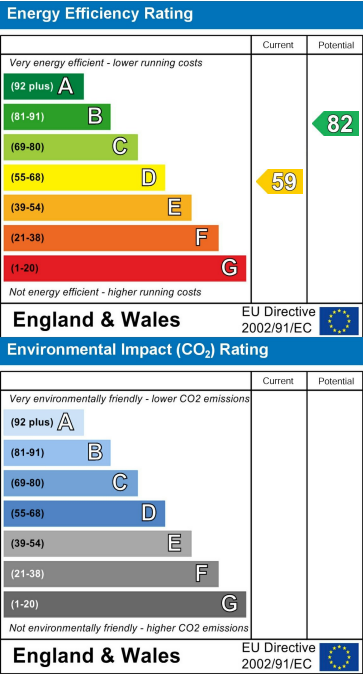 Energy Efficiency Rating
Current Potential
Very energy efficient - lower running costs
(92 plus) A
(81-91) B
82
(69-80) C
(55-68) D
59
(39-54) E
(21-38) F
(1-20) G
Not energy efficient - higher running costs
England & Wales
EU Directive
2002/91/EC
Environmental Impact (CO₂) Rating
Current Potential
Very environmentally friendly - lower CO2 emissions
(92 plus) A
(81-91) B
(69-80) C
(55-68) D
(39-54) E
(21-38) F
(1-20) G
Not environmentally friendly - higher CO2 emissions
England & Wales
EU Directive
2002/91/EC